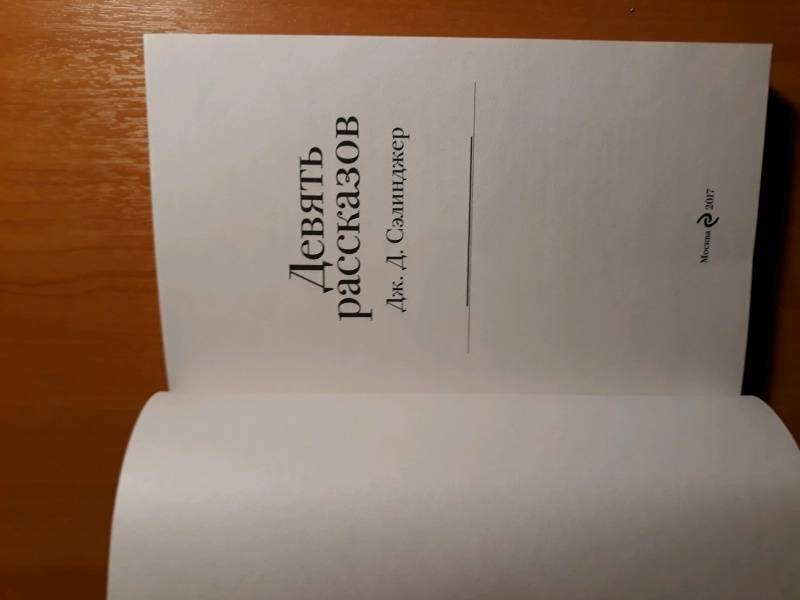 Девять
рассказов
Дж. Д. Сэлинджер
Москва 2017